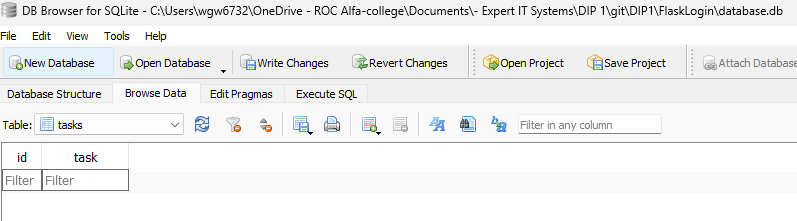 DB Browser for SQLite - C:\Users\wgw6732\OneDrive - ROC Alfa-college\Documents\- Expert IT Systems\DIP 1\git\DIP1\FlaskLogin\database.db
File Edit View Tools Help
New Database Open Database Write Changes Revert Changes Open Project Save Project Attach Database
Database Structure Browse Data Edit Pragmas Execute SQL
Table: tasks Filter in any column
id task
Filter Filter